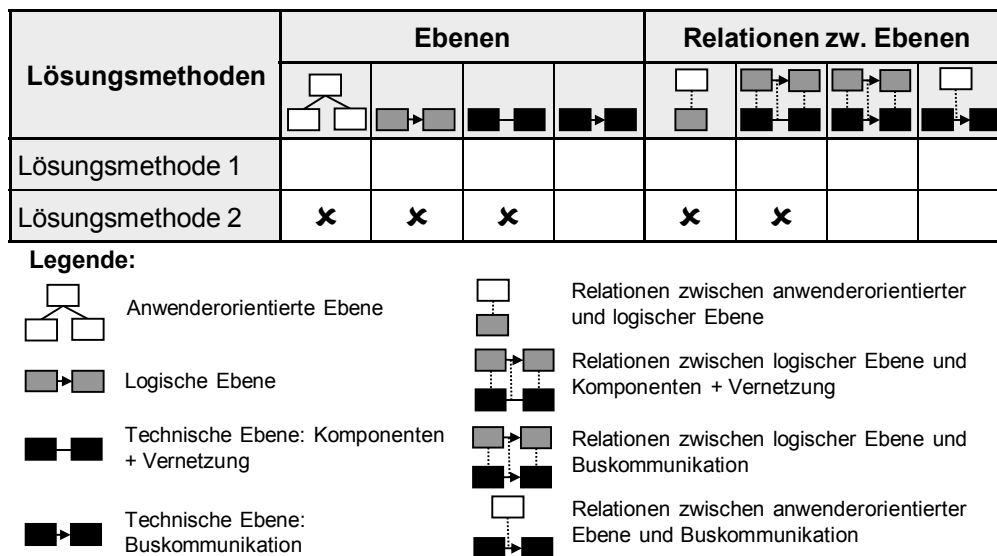 Lösungsmethoden
Ebenen
Relationen zw. Ebenen
Lösungsmethode 1
Lösungsmethode 2 ✘ ✘ ✘ ✘ ✘
Legende:
Anwenderorientierte Ebene
Logische Ebene
Technische Ebene: Komponenten
+ Vernetzung
Technische Ebene:
Buskommunikation
Relationen zwischen anwenderorientierter
und logischer Ebene
Relationen zwischen logischer Ebene und
Komponenten + Vernetzung
Relationen zwischen logischer Ebene und
Buskommunikation
Relationen zwischen anwenderorientierter
Ebene und Buskommunikation